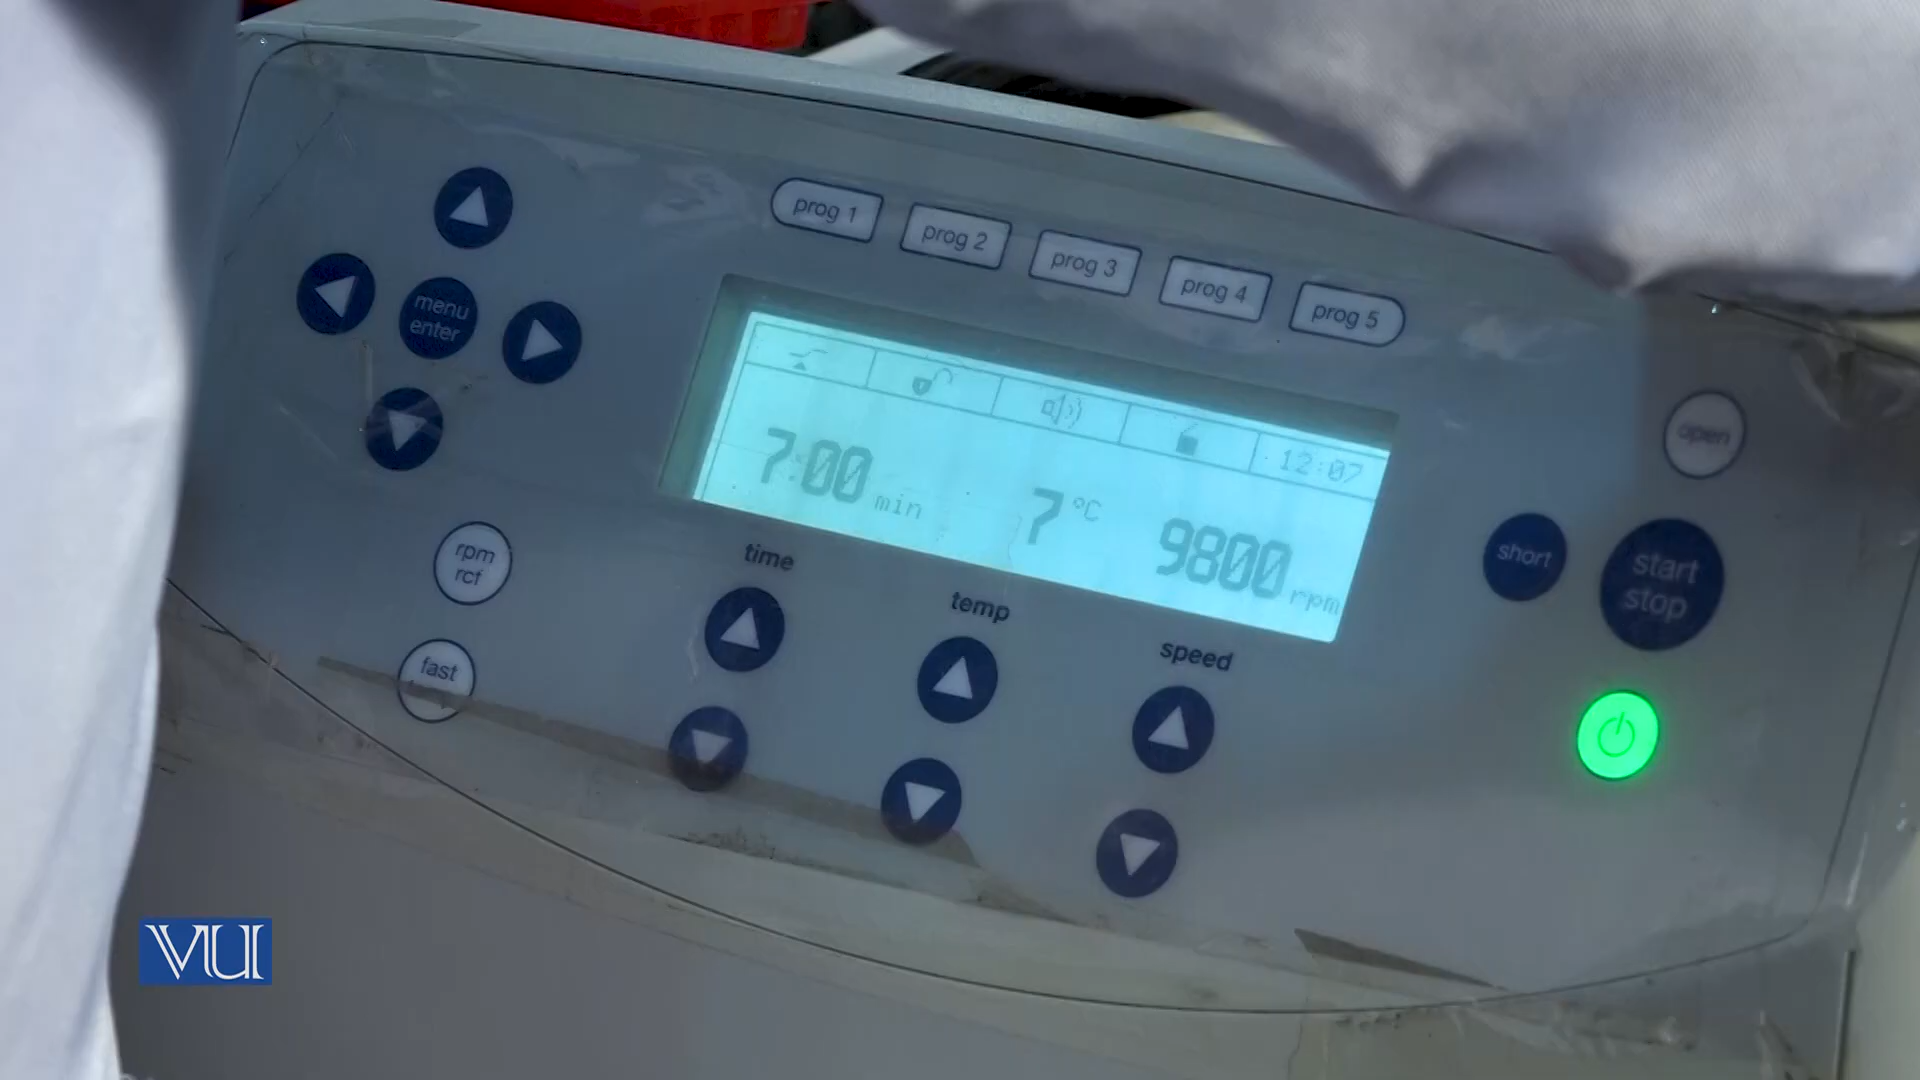 prog 1
prog 2
prog 3
prog 4
prog 5
menu
enter
12:07
7:00 min
7 °C
9800 rpm
open
short
start
stop
rpm
rcf
time
temp
speed
fast
VU